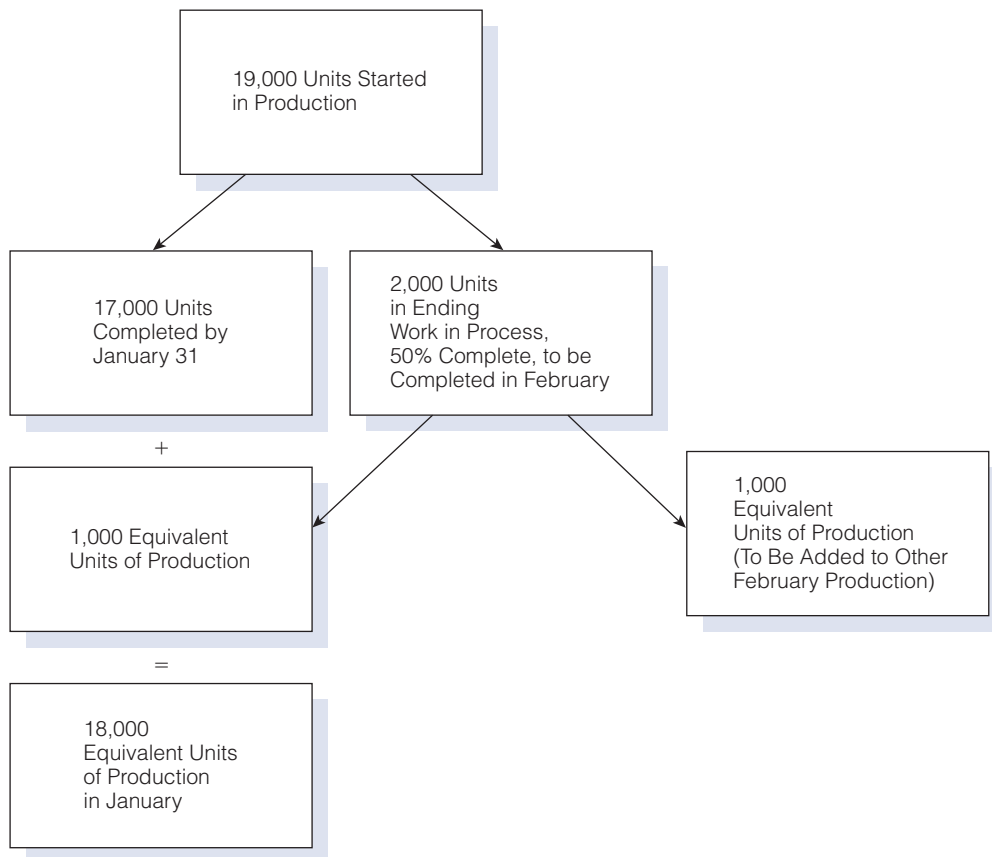 19,000 Units Started
in Production
17,000 Units
Completed by
January 31
2,000 Units
in Ending
Work in Process,
50% Complete, to be
Completed in February
+
1,000 Equivalent
Units of Production
1,000
Equivalent
Units of Production
(To Be Added to Other
February Production)
=
18,000
Equivalent Units
of Production
in January